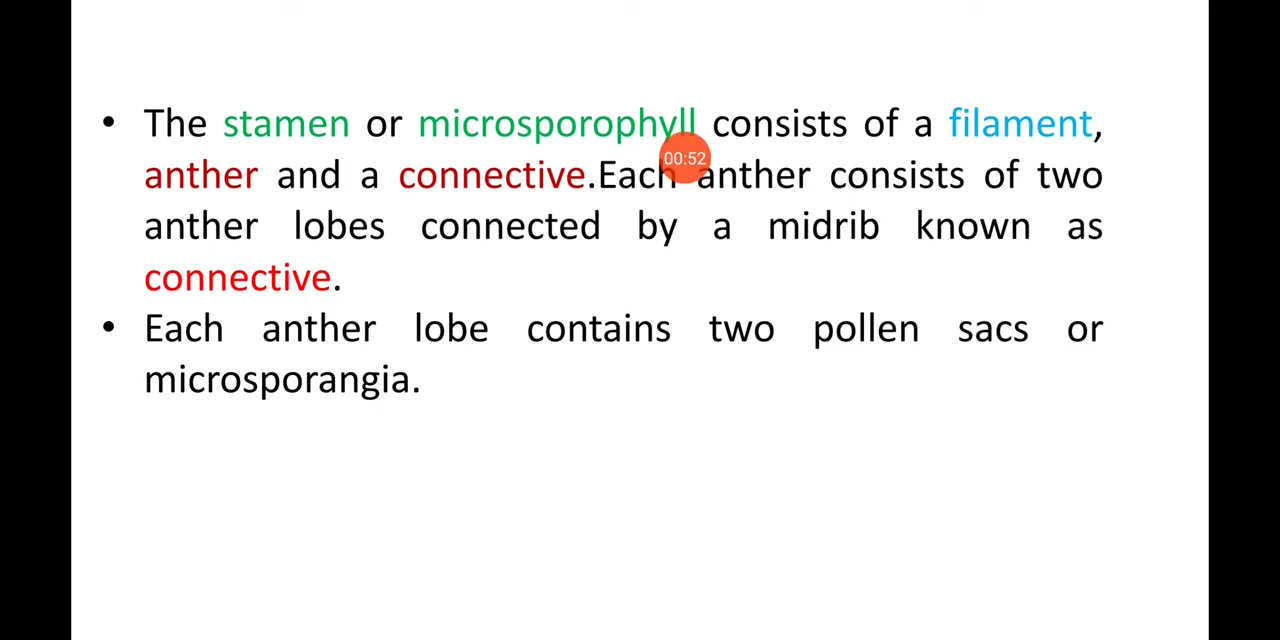 • The stamen or microsporophyll consists of a filament,
00:52
anther and a connective.Each anther consists of two
anther lobes connected by a midrib known as
connective.
• Each anther lobe contains two pollen sacs or
microsporangia.